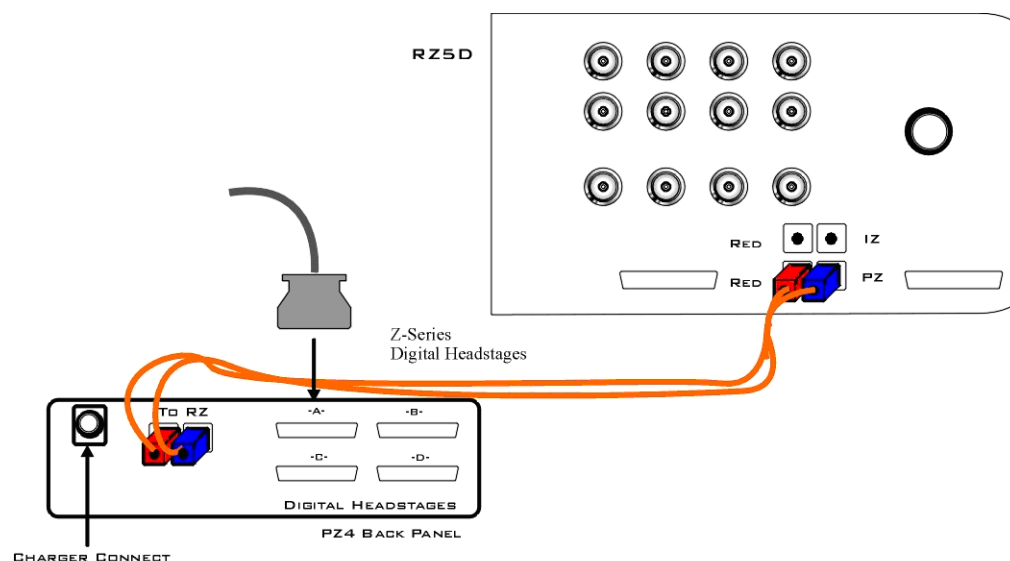 RZ5D
RED
IZ
RED
PZ
Z-Series
Digital Headstages
TO RZ
-A-
-B-
-C-
-D-
DIGITAL HEADSTAGES
PZ4 BACK PANEL
CHARGER CONNECT